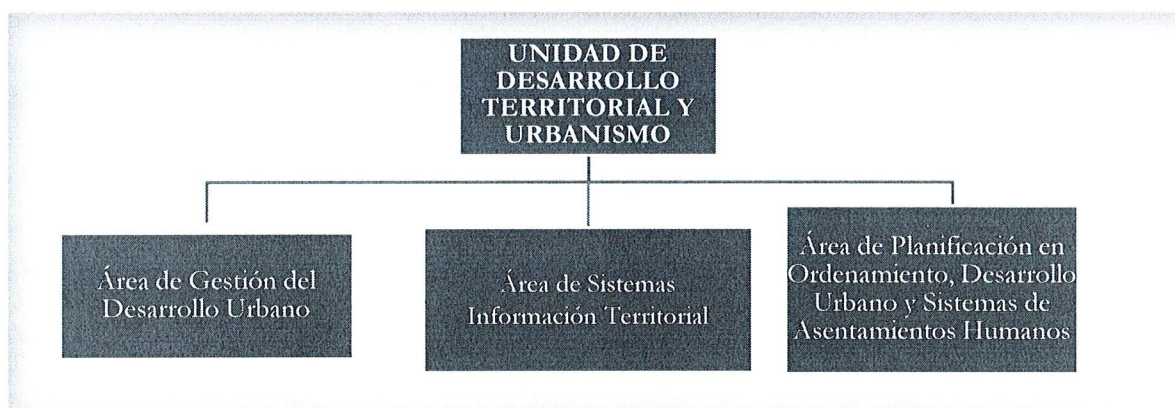 UNIDAD DE
DESARROLLO
TERRITORIAL Y
URBANISMO
Área de Gestión del
Desarrollo Urbano
Área de Sistemas
Información Territorial
Área de Planificación en
Ordenamiento, Desarrollo
Urbano y Sistemas de
Asentamientos Humanos